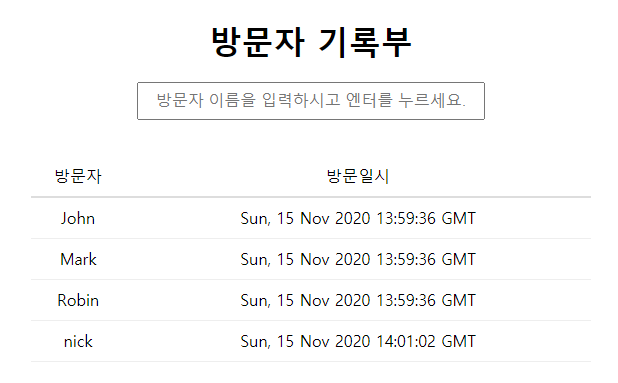 방문자 기록부
방문자 이름을 입력하시고 엔터를 누르세요.
방문자 방문일시
John Sun, 15 Nov 2020 13:59:36 GMT
Mark Sun, 15 Nov 2020 13:59:36 GMT
Robin Sun, 15 Nov 2020 13:59:36 GMT
nick Sun, 15 Nov 2020 14:01:02 GMT